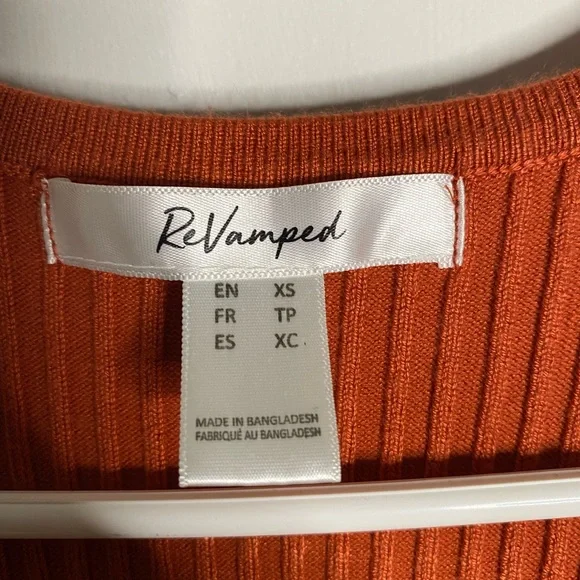 ReVamped
EN XS
FR TP
ES XC
MADE IN BANGLADESH
FABRIQUÉ AU BANGLADESH